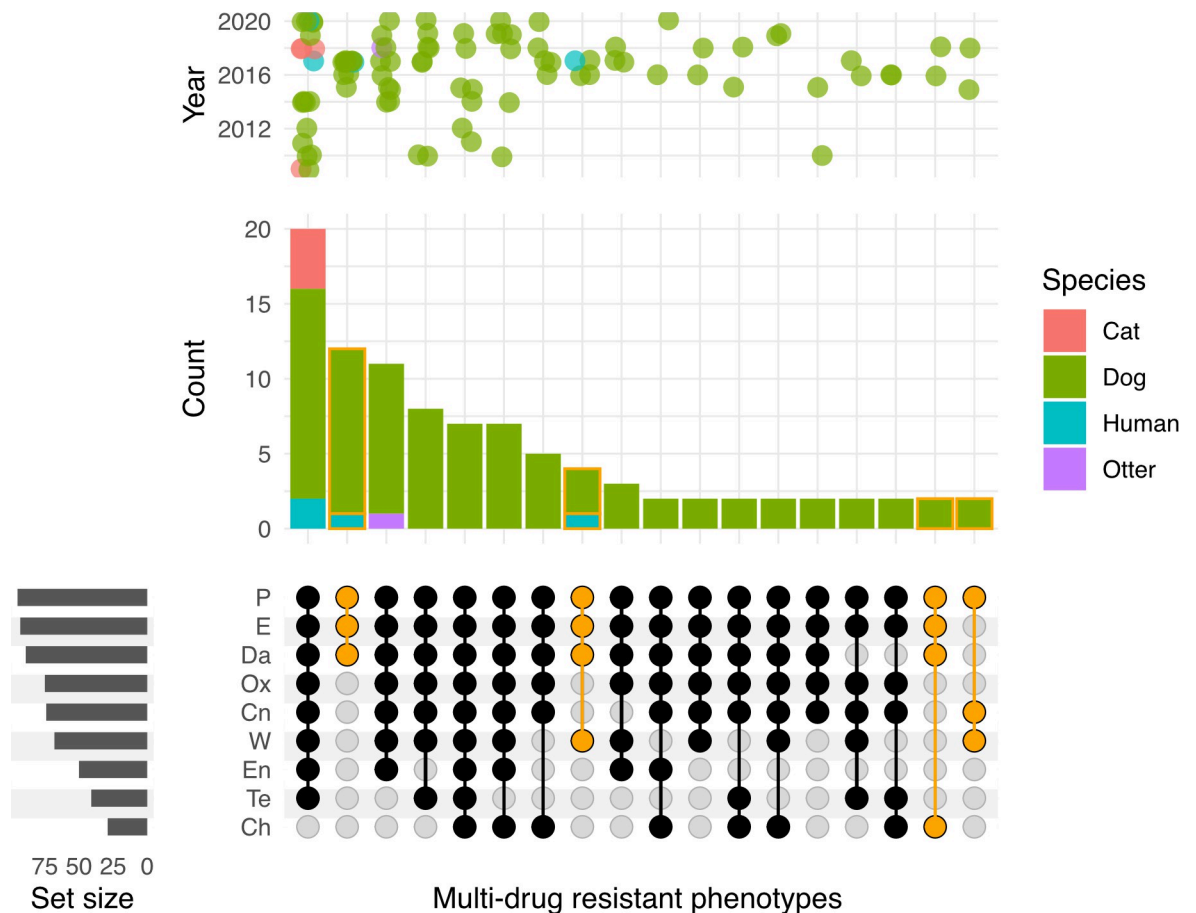 2020
2016
2012
Year
20
15
10
5
0
Count
Species
Cat
Dog
Human
Otter
P
E
Da
Ox
Cn
W
En
Te
Ch
75 50 25 0
Set size
Multi-drug resistant phenotypes